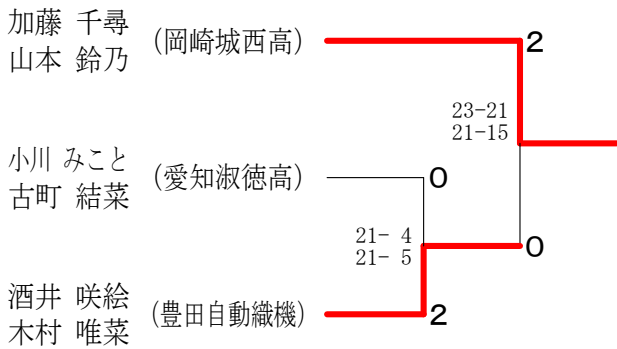 加藤 千尋
山本 鈴乃
(岡崎城西高)
2
23-21
21-15
小川 みこと
古町 結菜
(愛知淑徳高)
0
21- 4
21- 5
0
酒井 咲絵
木村 唯菜
(豊田自動織機)
2